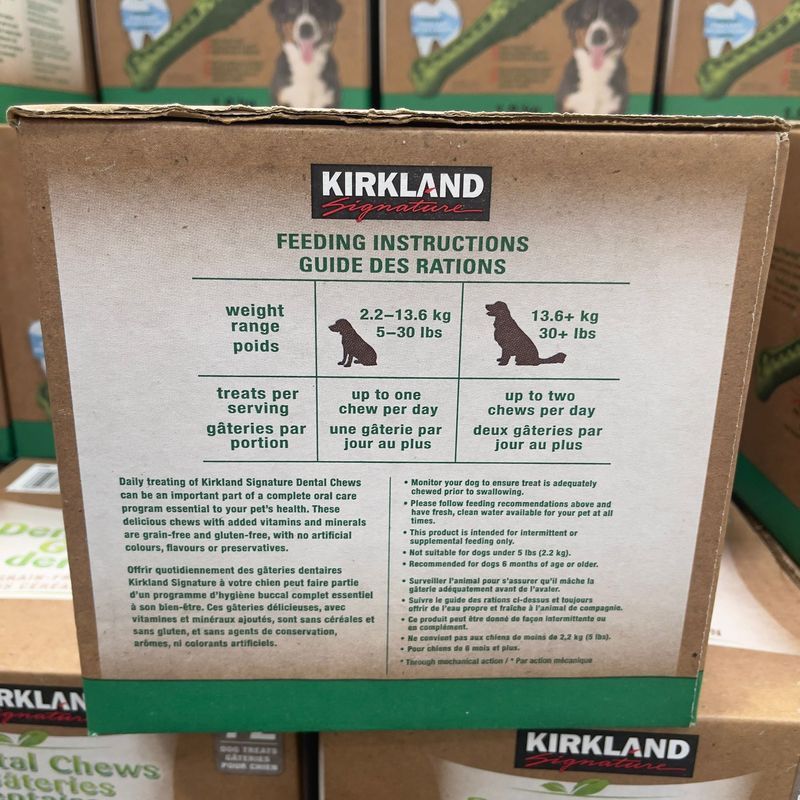 KIRKLAND
Signature
FEEDING INSTRUCTIONS
GUIDE DES RATIONS
weight
range
poids
2.2–13.6 kg
5–30 lbs
13.6+ kg
30+ lbs
treats per
serving
gâteries par
portion
up to one
chew per day
une gâterie par
jour au plus
up to two
chews per day
deux gâteries par
jour au plus
Daily treating of Kirkland Signature Dental Chews
can be an important part of a complete oral care
program essential to your pet's health. These
delicious chews with added vitamins and minerals
are grain-free and gluten-free, with no artificial
colours, flavours or preservatives.
Offrir quotidiennement des gâteries dentaires
Kirkland Signature à votre chien peut faire partie
d'un programme d'hygiène buccal complet essentiel
à son bien-être. Ces gâteries délicieuses, avec
vitamines et minéraux ajoutés, sont sans céréales et
sans gluten, et sans agents de conservation,
arômes, ni colorants artificiels.
• Monitor your dog to ensure treat is adequately
chewed prior to swallowing.
• Please follow feeding recommendations above and
have fresh, clean water available for your pet at all
times.
• This product is intended for intermittent or
supplemental feeding only.
• Not suitable for dogs under 5 lbs (2.2 kg).
• Recommended for dogs 6 months of age or older.
• Surveiller l'animal pour s'assurer qu'il mâche la
gâterie adéquatement avant de l'avaler.
• Suivre le guide des rations ci-dessus et toujours
offrir de l'eau propre et fraîche à l'animal de compagnie.
• Ce produit peut être donné de façon intermittente ou
en complément.
• Ne convient pas aux chiens de moins de 2,2 kg (5 lbs).
• Pour chiens de 6 mois et plus.
* Through mechanical action / * Par action mécanique
72
DOG TREATS
GÂTERIES
POUR CHIEN
KIRKLAND
Signature